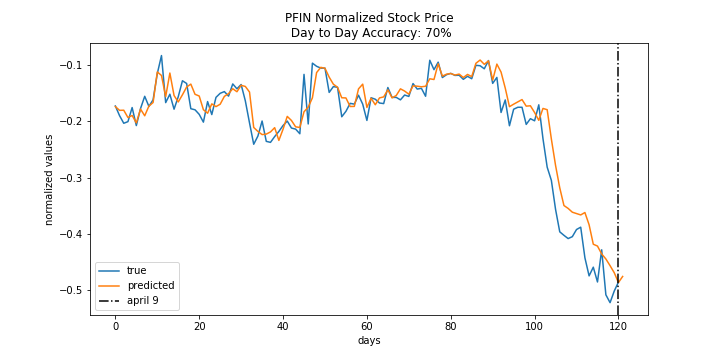 PFIN Normalized Stock Price
Day to Day Accuracy: 70%
normalized values
−0.1
−0.2
−0.3
−0.4
−0.5
true
predicted
april 9
0 20 40 60 80 100 120
days